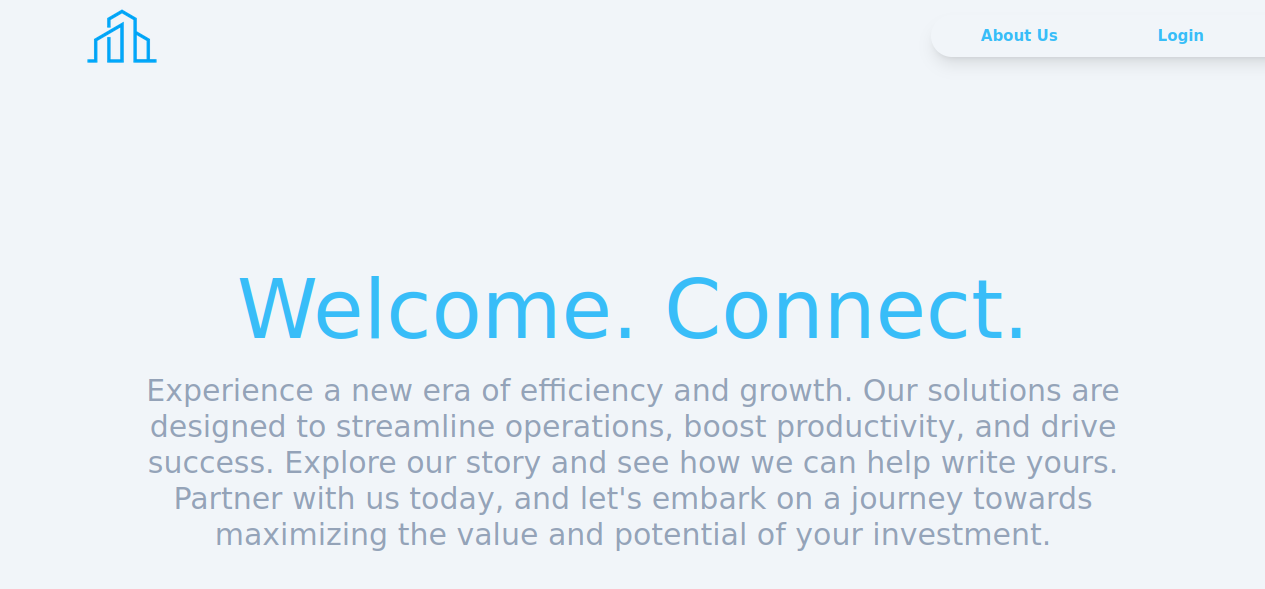 About Us
Login
Welcome. Connect.
Experience a new era of efficiency and growth. Our solutions are
designed to streamline operations, boost productivity, and drive
success. Explore our story and see how we can help write yours.
Partner with us today, and let's embark on a journey towards
maximizing the value and potential of your investment.